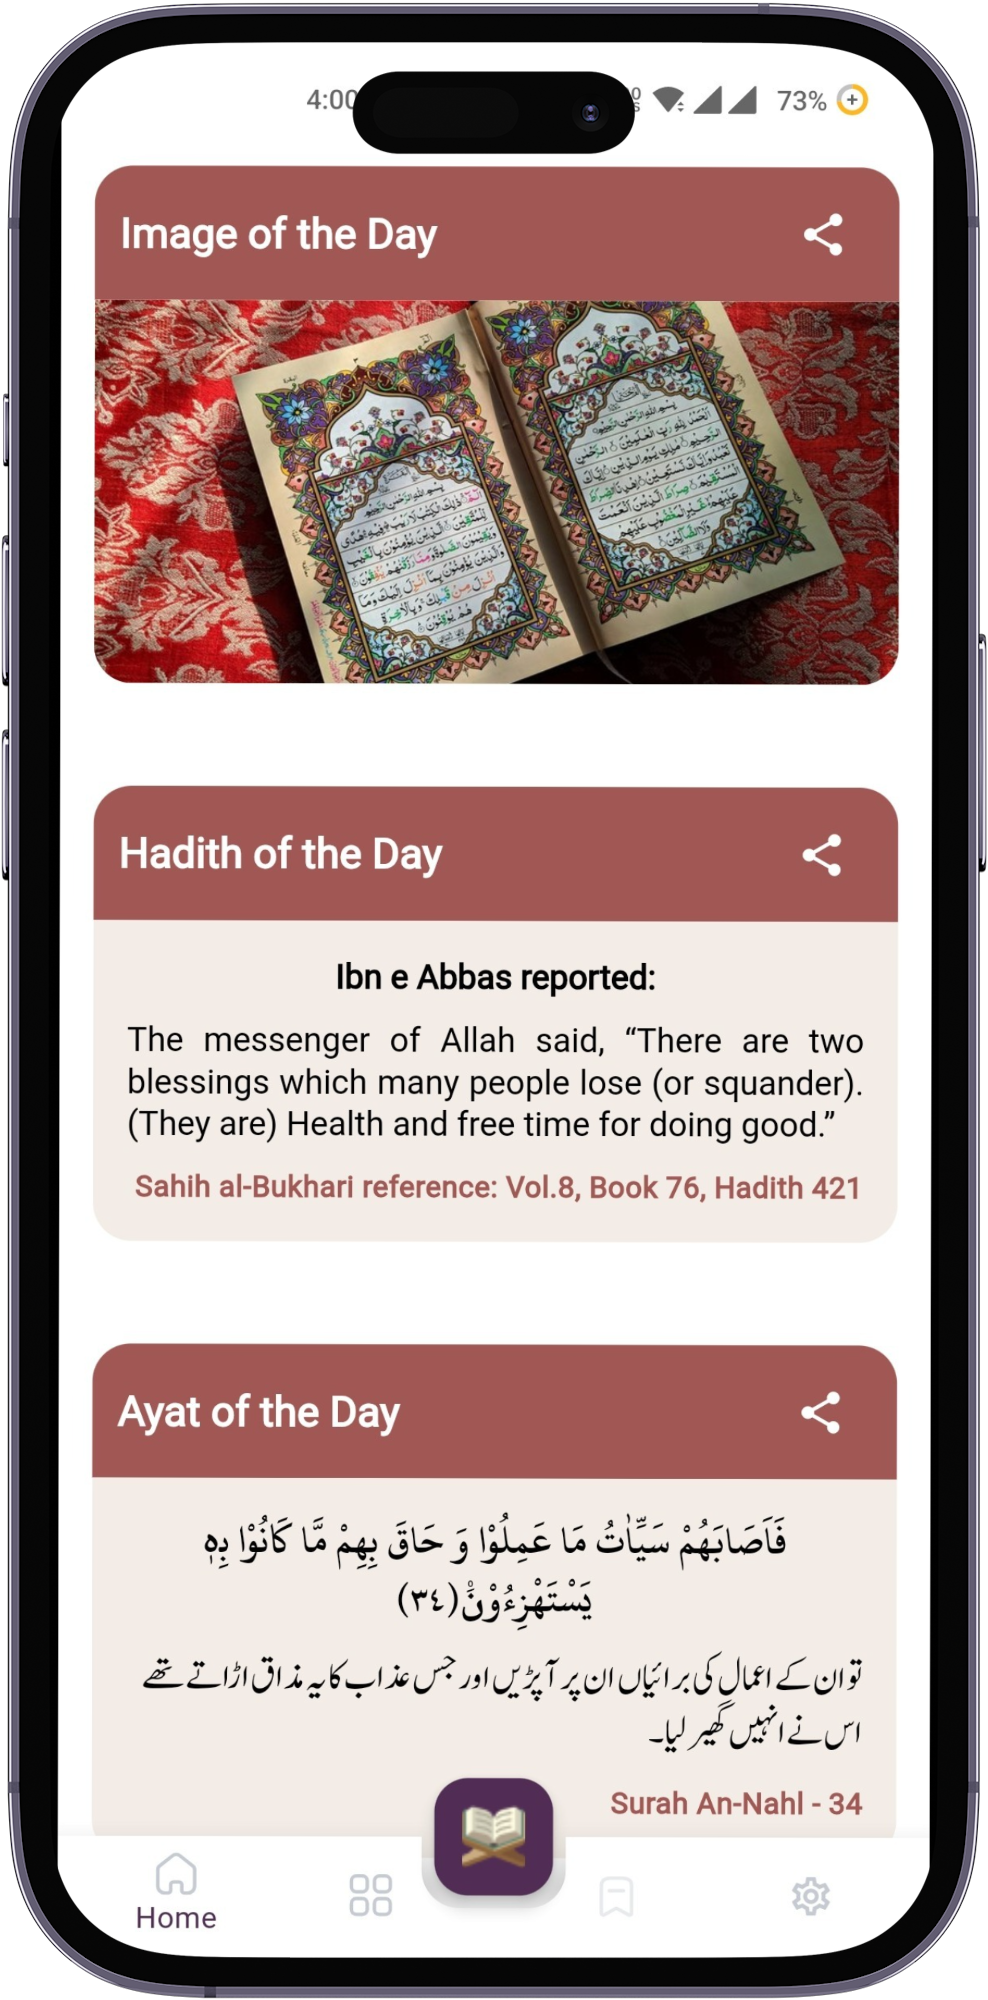 4:00
73%
Image of the Day
Hadith of the Day
Ibn e Abbas reported:
The messenger of Allah said, “There are two
blessings which many people lose (or squander).
(They are) Health and free time for doing good.”
Sahih al-Bukhari reference: Vol.8, Book 76, Hadith 421
Ayat of the Day
فَاَصَابَهُمْ سَيِّاٰتُ مَا عَمِلُوْا وَ حَاقَ بِهِمْ مَّا كَانُوْا بِهٖ
يَسْتَهْزِءُوْنَ۠(٣٤)
تو ان کے اعمال کی برائیاں ان پر آپڑیں اور جس عذاب کا یہ مذاق اڑاتے تھے
اس نے انہیں گھیر لیا۔
Surah An-Nahl - 34
Home